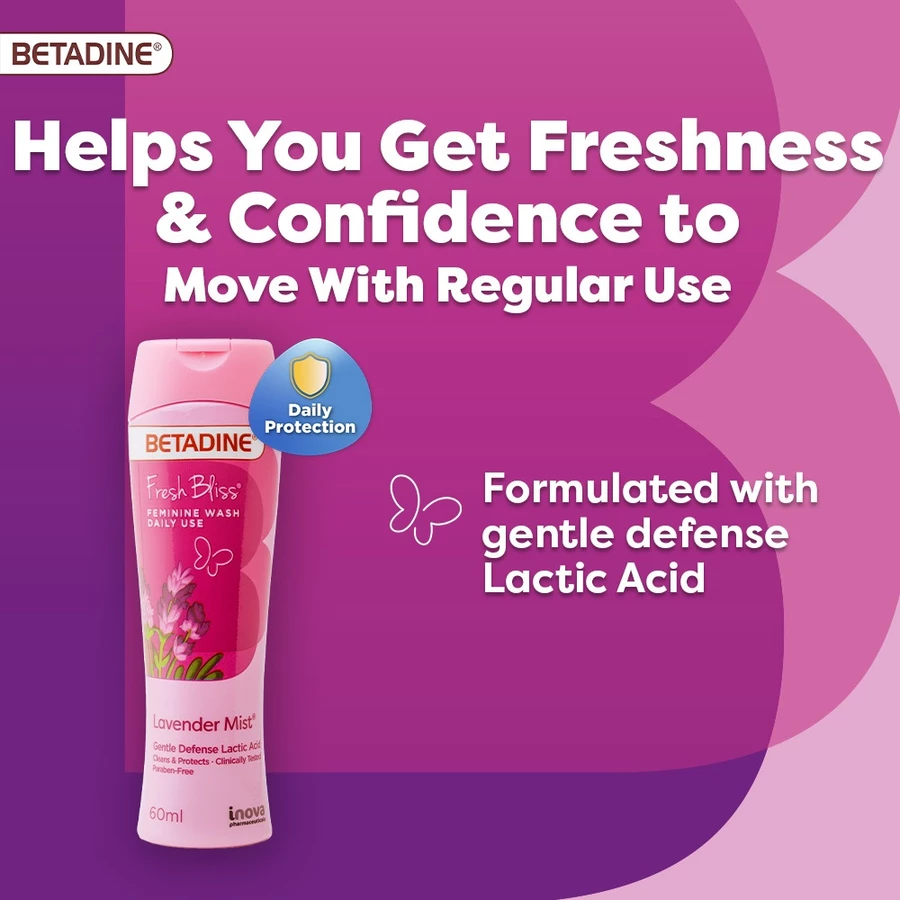 BETADINE®
Helps You Get Freshness
& Confidence to
Move With Regular Use
Daily
Protection
BETADINE®
Fresh Bliss®
FEMININE WASH
DAILY USE
Lavender Mist®
Gentle Defense Lactic Acid
Cleans & Protects - Clinically Tested
Paraben-Free
60ml
inova
pharmaceuticals
Formulated with
gentle defense
Lactic Acid